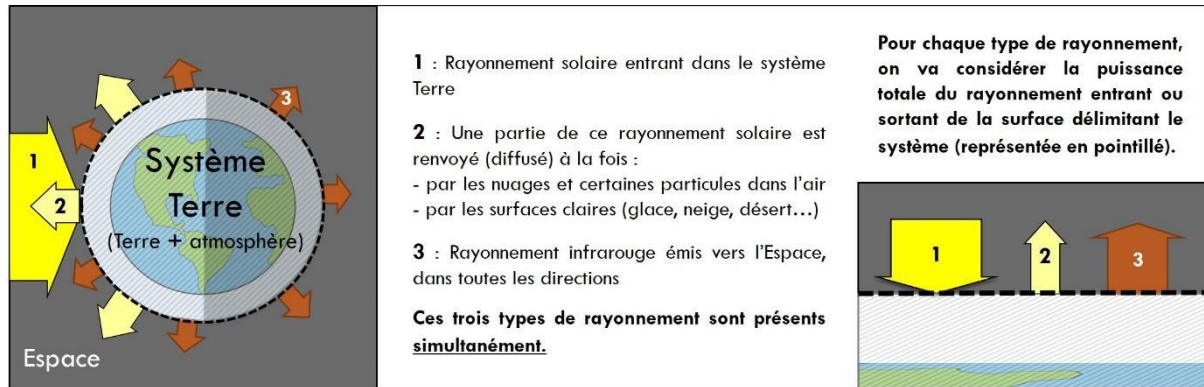 1
2
3
Système
Terre
(Terre + atmosphère)
Espace
1 : Rayonnement solaire entrant dans le système
Terre
2 : Une partie de ce rayonnement solaire est
renvoyé (diffusé) à la fois :
- par les nuages et certaines particules dans l'air
- par les surfaces claires (glace, neige, désert...)
3 : Rayonnement infrarouge émis vers l'Espace,
dans toutes les directions
Ces trois types de rayonnement sont présents
simultanément.
Pour chaque type de rayonnement,
on va considérer la puissance
totale du rayonnement entrant ou
sortant de la surface délimitant le
système (représentée en pointillé).
1
2
3